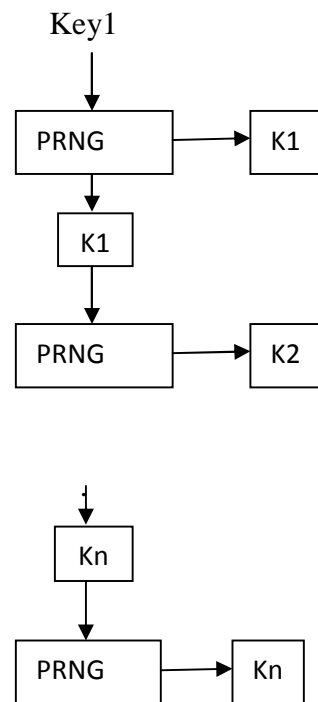 Key1
PRNG K1
K1
PRNG K2
.
Kn
PRNG Kn